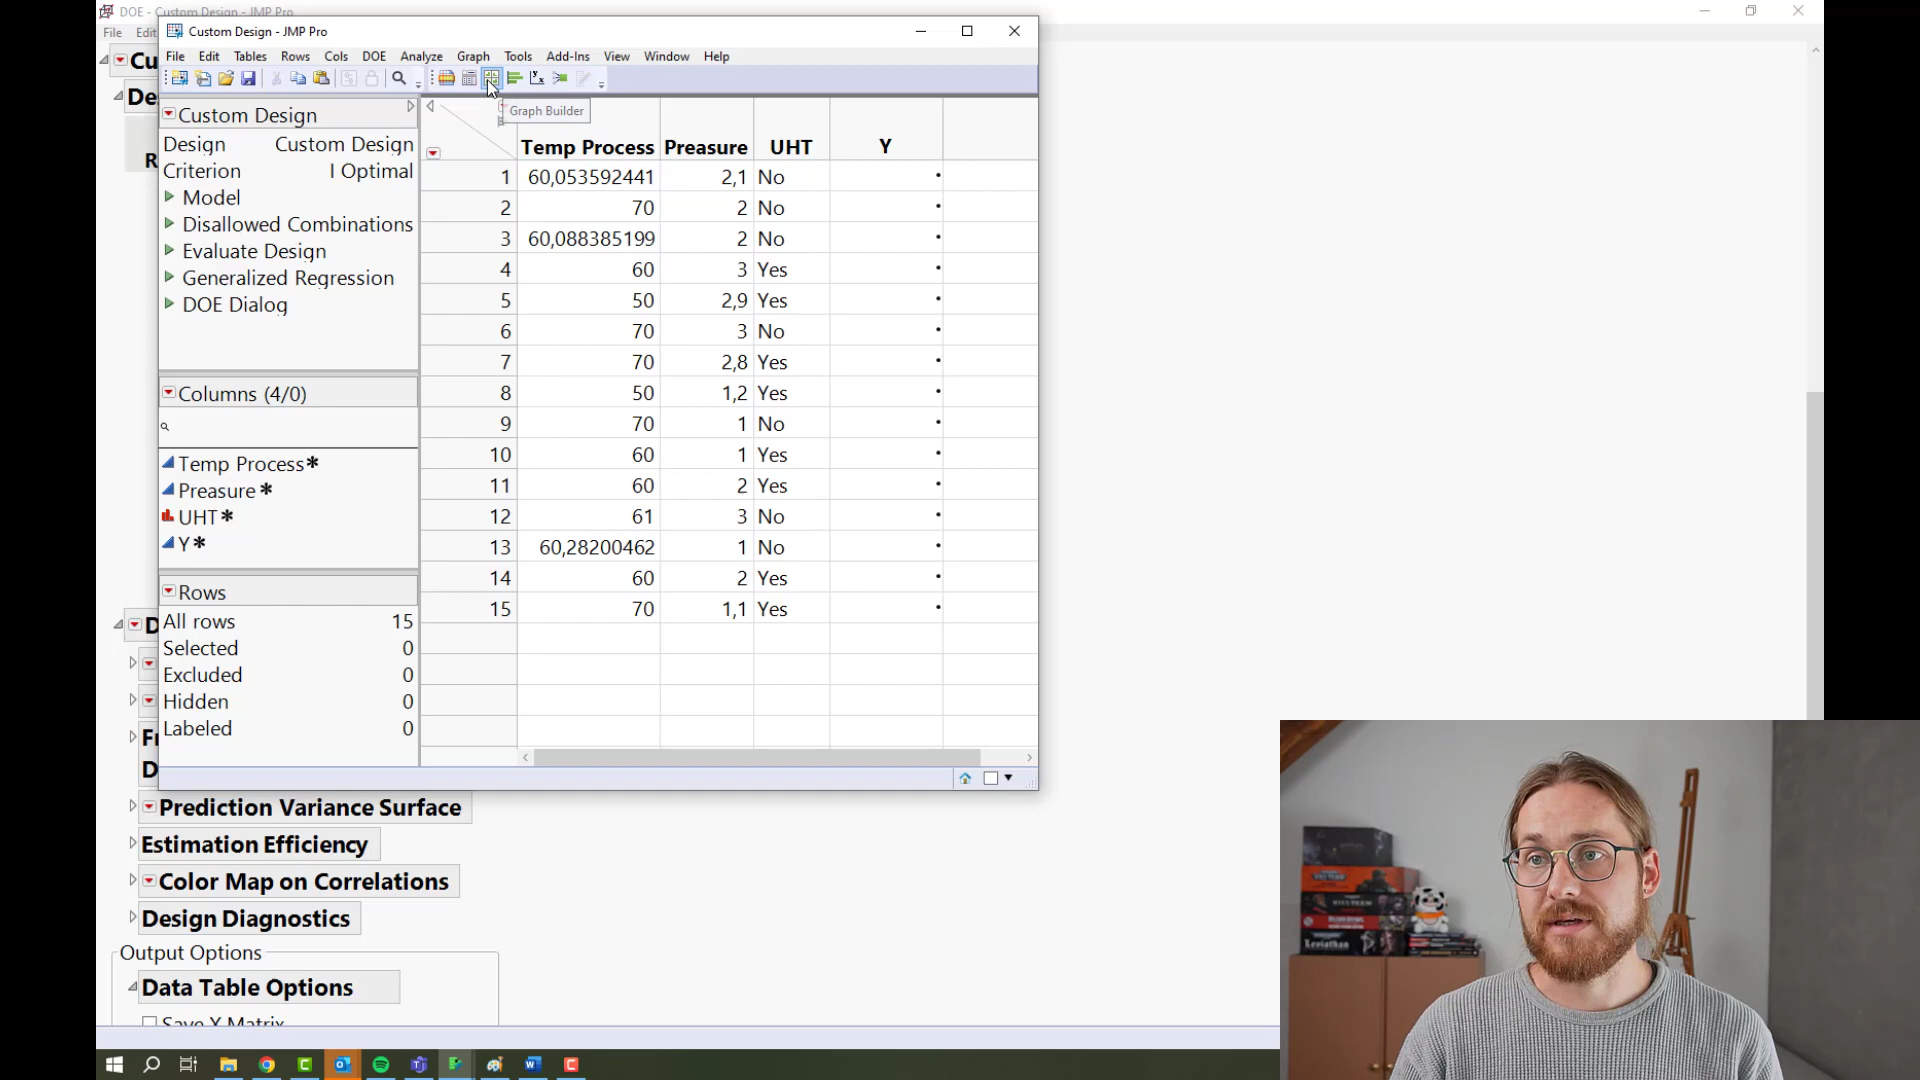 DOE - Custom Design - JMP Pro
File Edit
Custom Design - JMP Pro
File Edit Tables Rows Cols DOE Analyze Graph Tools Add-Ins View Window Help
Graph Builder
Custom Design
Design Custom Design
Criterion I Optimal
Model
Disallowed Combinations
Evaluate Design
Generalized Regression
DOE Dialog
Columns (4/0)
Temp Process*
Preasure*
UHT*
Y*
Rows
All rows 15
Selected 0
Excluded 0
Hidden 0
Labeled 0
Temp Process Preasure UHT Y
1 60,053592441 2,1 No •
2 70 2 No •
3 60,088385199 2 No •
4 60 3 Yes •
5 50 2,9 Yes •
6 70 3 No •
7 70 2,8 Yes •
8 50 1,2 Yes •
9 70 1 No •
10 60 1 Yes •
11 60 2 Yes •
12 61 3 No •
13 60,28200462 1 No •
14 60 2 Yes •
15 70 1,1 Yes •
Cu
De
R
D
Fr
D
Prediction Variance Surface
Estimation Efficiency
Color Map on Correlations
Design Diagnostics
Output Options
Data Table Options
Save X Matrix
Leviathan